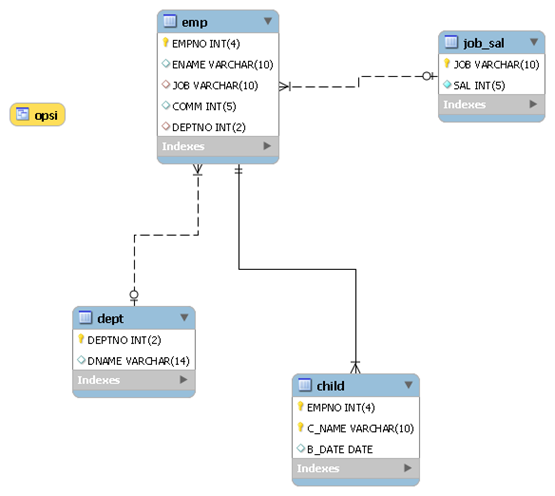 emp
EMPNO INT(4)
ENAME VARCHAR(10)
JOB VARCHAR(10)
COMM INT(5)
DEPTNO INT(2)
Indexes
job_sal
JOB VARCHAR(10)
SAL INT(5)
Indexes
opsi
dept
DEPTNO INT(2)
DNAME VARCHAR(14)
Indexes
child
EMPNO INT(4)
C_NAME VARCHAR(10)
B_DATE DATE
Indexes